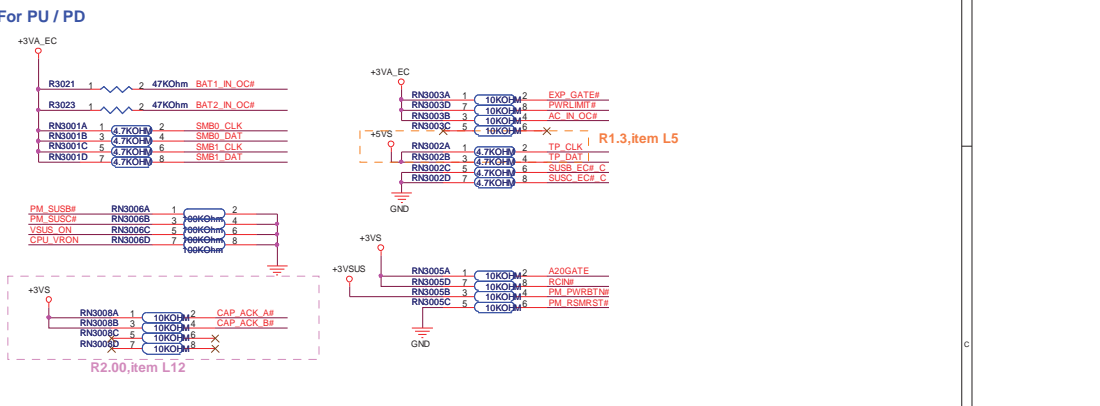 For PU / PD
+3VA_EC
R3021 1 2 47KOhm BAT1_IN_OC#
R3023 1 2 47KOhm BAT2_IN_OC#
RN3001A 1 4.7KOHM 2 SMB0_CLK
RN3001B 3 4.7KOHM 4 SMB0_DAT
RN3001C 5 4.7KOHM 6 SMB1_CLK
RN3001D 7 4.7KOHM 8 SMB1_DAT
PM_SUSB# RN3006A 1 100KOhm 2
PM_SUSC# RN3006B 3 100KOhm 4
VSUS_ON RN3006C 5 100KOhm 6
CPU_VRON RN3006D 7 100KOhm 8
+3VS
RN3008A 1 10KOHM 2 CAP_ACK_A#
RN3008B 3 10KOHM 4 CAP_ACK_B#
RN3008C 5 10KOHM 6
RN3008D 7 10KOHM 8
R2.00,item L12
+3VA_EC
RN3003A 1 10KOHM 2 EXP_GATE#
RN3003D 7 10KOHM 8 PWRLIMIT#
RN3003B 3 10KOHM 4 AC_IN_OC#
RN3003C 5 10KOHM 6
+5VS
R1.3,item L5
RN3002A 1 4.7KOHM 2 TP_CLK
RN3002B 3 4.7KOHM 4 TP_DAT
RN3002C 5 4.7KOHM 6 SUSB_EC#_C
RN3002D 7 4.7KOHM 8 SUSC_EC#_C
GND
+3VS
+3VSUS
RN3005A 1 10KOHM 2 A20GATE
RN3005D 7 10KOHM 8 RCIN#
RN3005B 3 10KOHM 4 PM_PWRBTN#
RN3005C 5 10KOHM 6 PM_RSMRST#
GND
C